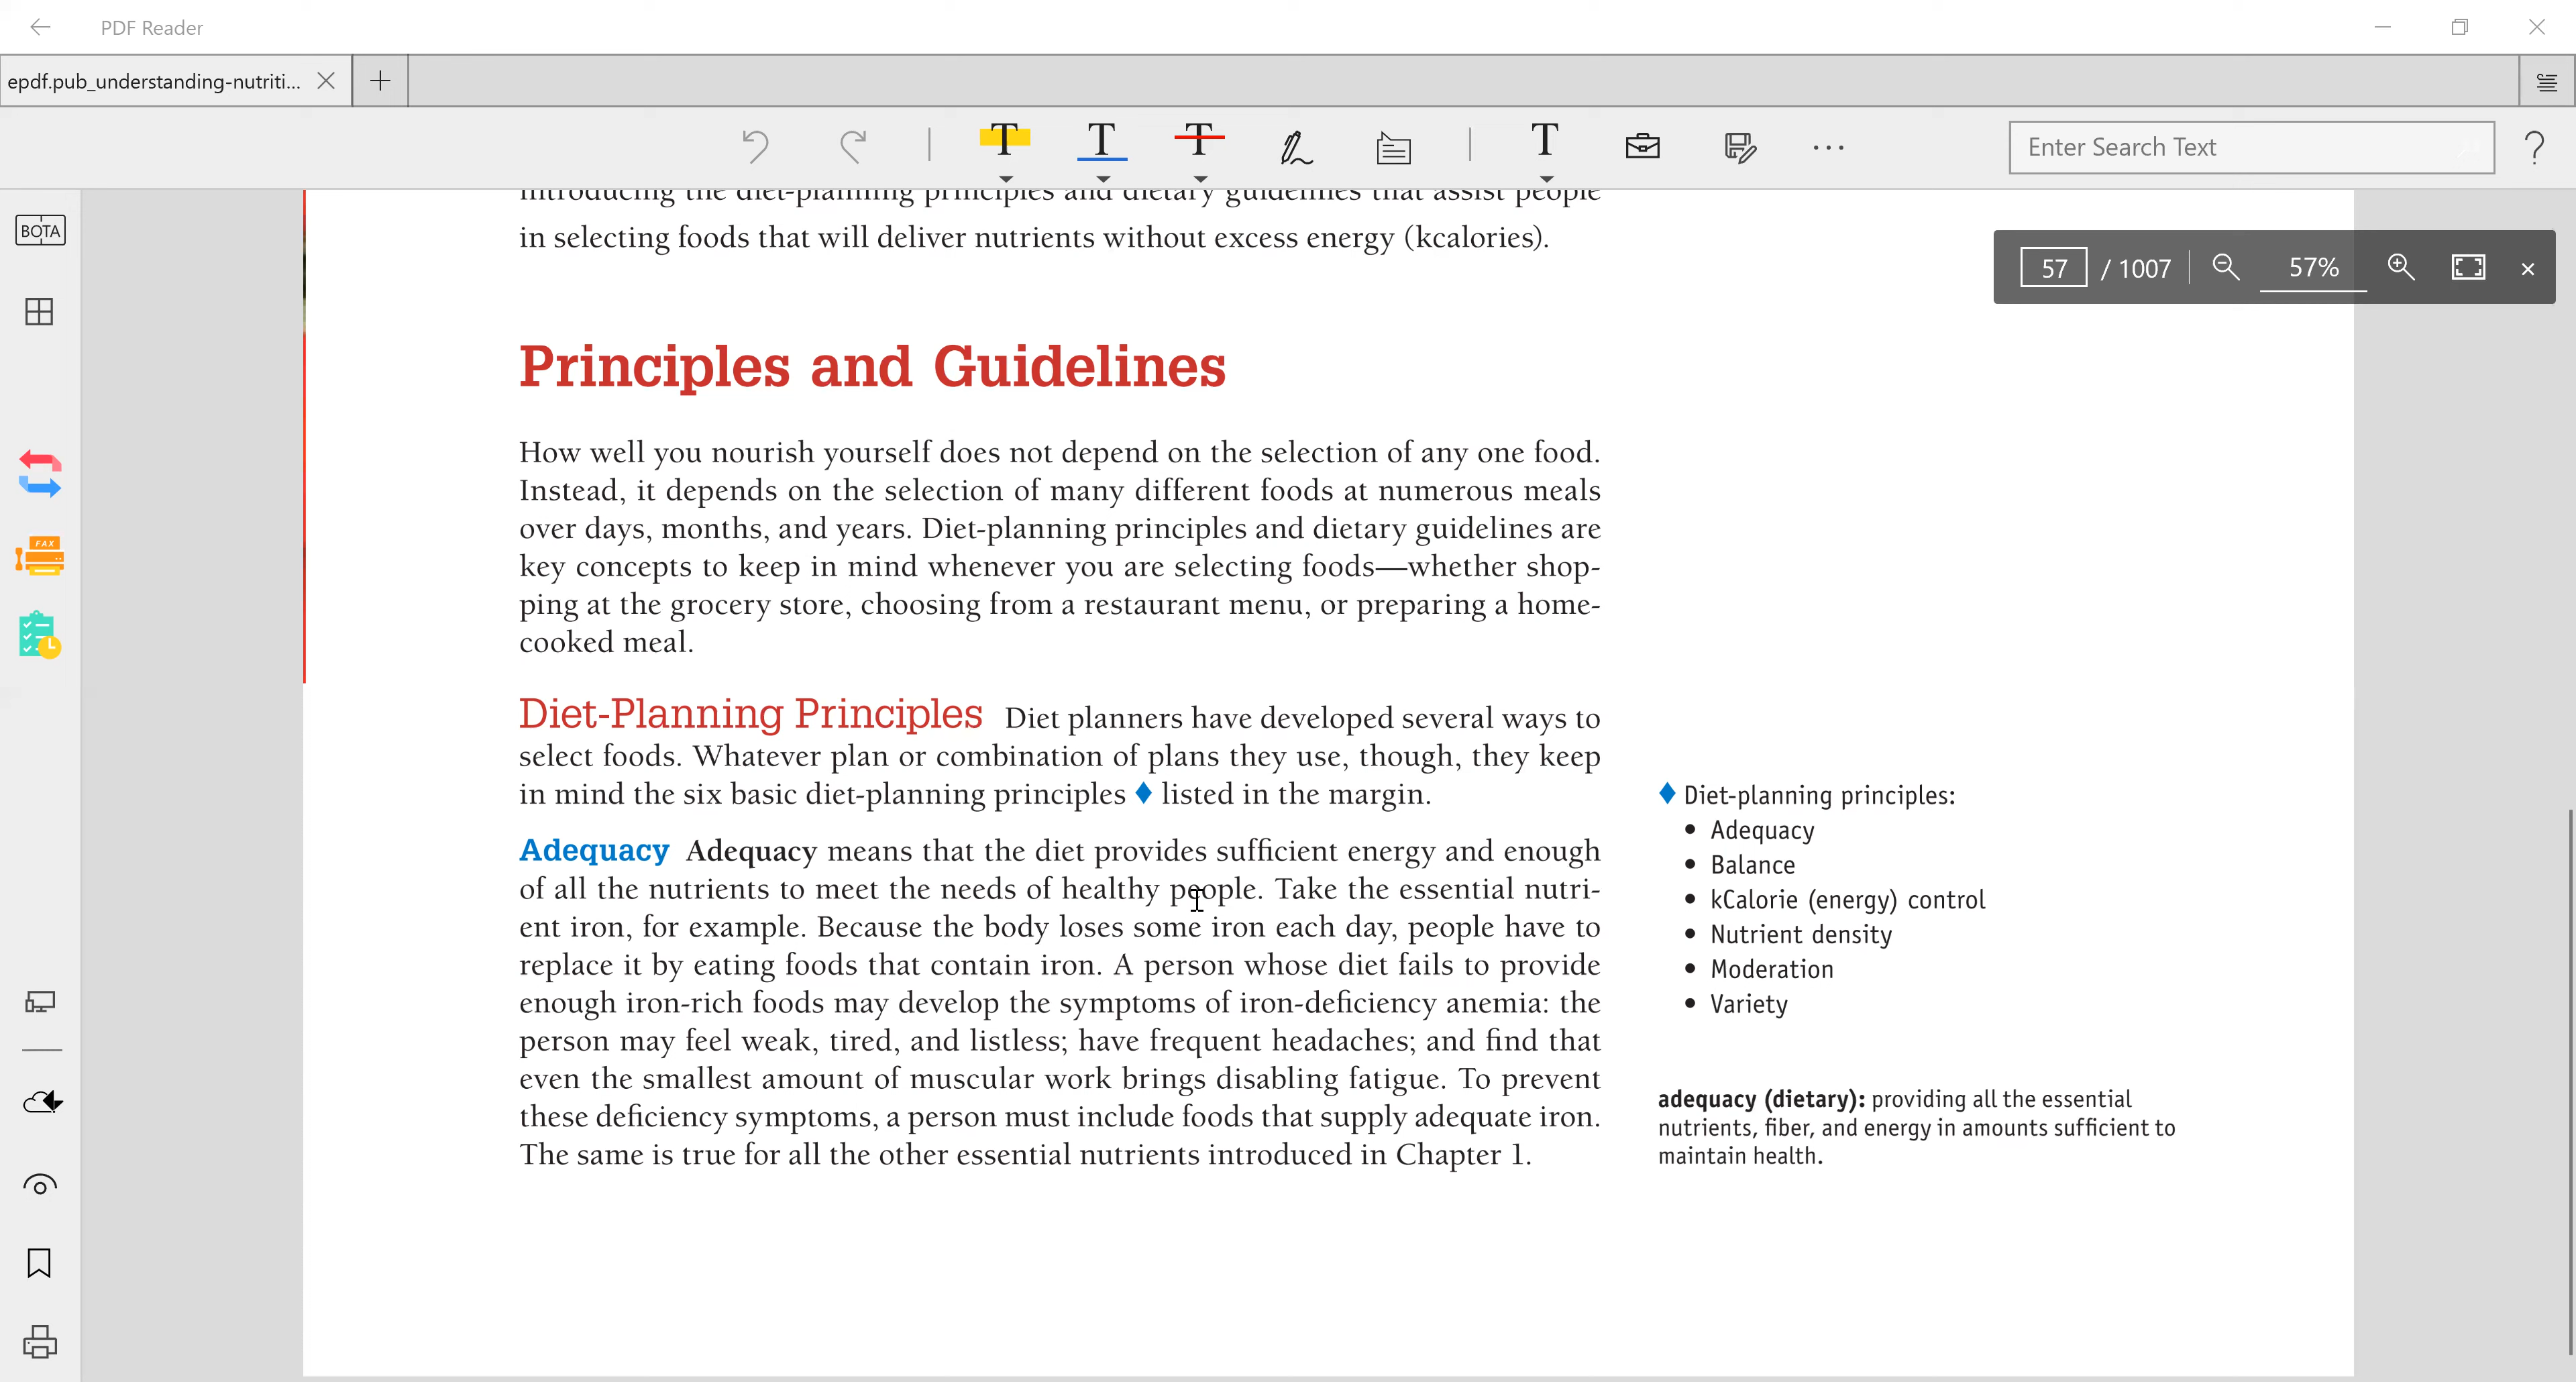 PDF Reader
epdf.pub_understanding-nutriti...
Enter Search Text
BOTA
57 / 1007
57%
FAX
introducing the diet-planning principles and dietary guidelines that assist people
in selecting foods that will deliver nutrients without excess energy (kcalories).
Principles and Guidelines
How well you nourish yourself does not depend on the selection of any one food.
Instead, it depends on the selection of many different foods at numerous meals
over days, months, and years. Diet-planning principles and dietary guidelines are
key concepts to keep in mind whenever you are selecting foods—whether shop-
ping at the grocery store, choosing from a restaurant menu, or preparing a home-
cooked meal.
Diet-Planning Principles Diet planners have developed several ways to
select foods. Whatever plan or combination of plans they use, though, they keep
in mind the six basic diet-planning principles ♦ listed in the margin.
Adequacy Adequacy means that the diet provides sufficient energy and enough
of all the nutrients to meet the needs of healthy people. Take the essential nutri-
ent iron, for example. Because the body loses some iron each day, people have to
replace it by eating foods that contain iron. A person whose diet fails to provide
enough iron-rich foods may develop the symptoms of iron-deficiency anemia: the
person may feel weak, tired, and listless; have frequent headaches; and find that
even the smallest amount of muscular work brings disabling fatigue. To prevent
these deficiency symptoms, a person must include foods that supply adequate iron.
The same is true for all the other essential nutrients introduced in Chapter 1.
♦ Diet-planning principles:
• Adequacy
• Balance
• kCalorie (energy) control
• Nutrient density
• Moderation
• Variety
adequacy (dietary): providing all the essential
nutrients, fiber, and energy in amounts sufficient to
maintain health.